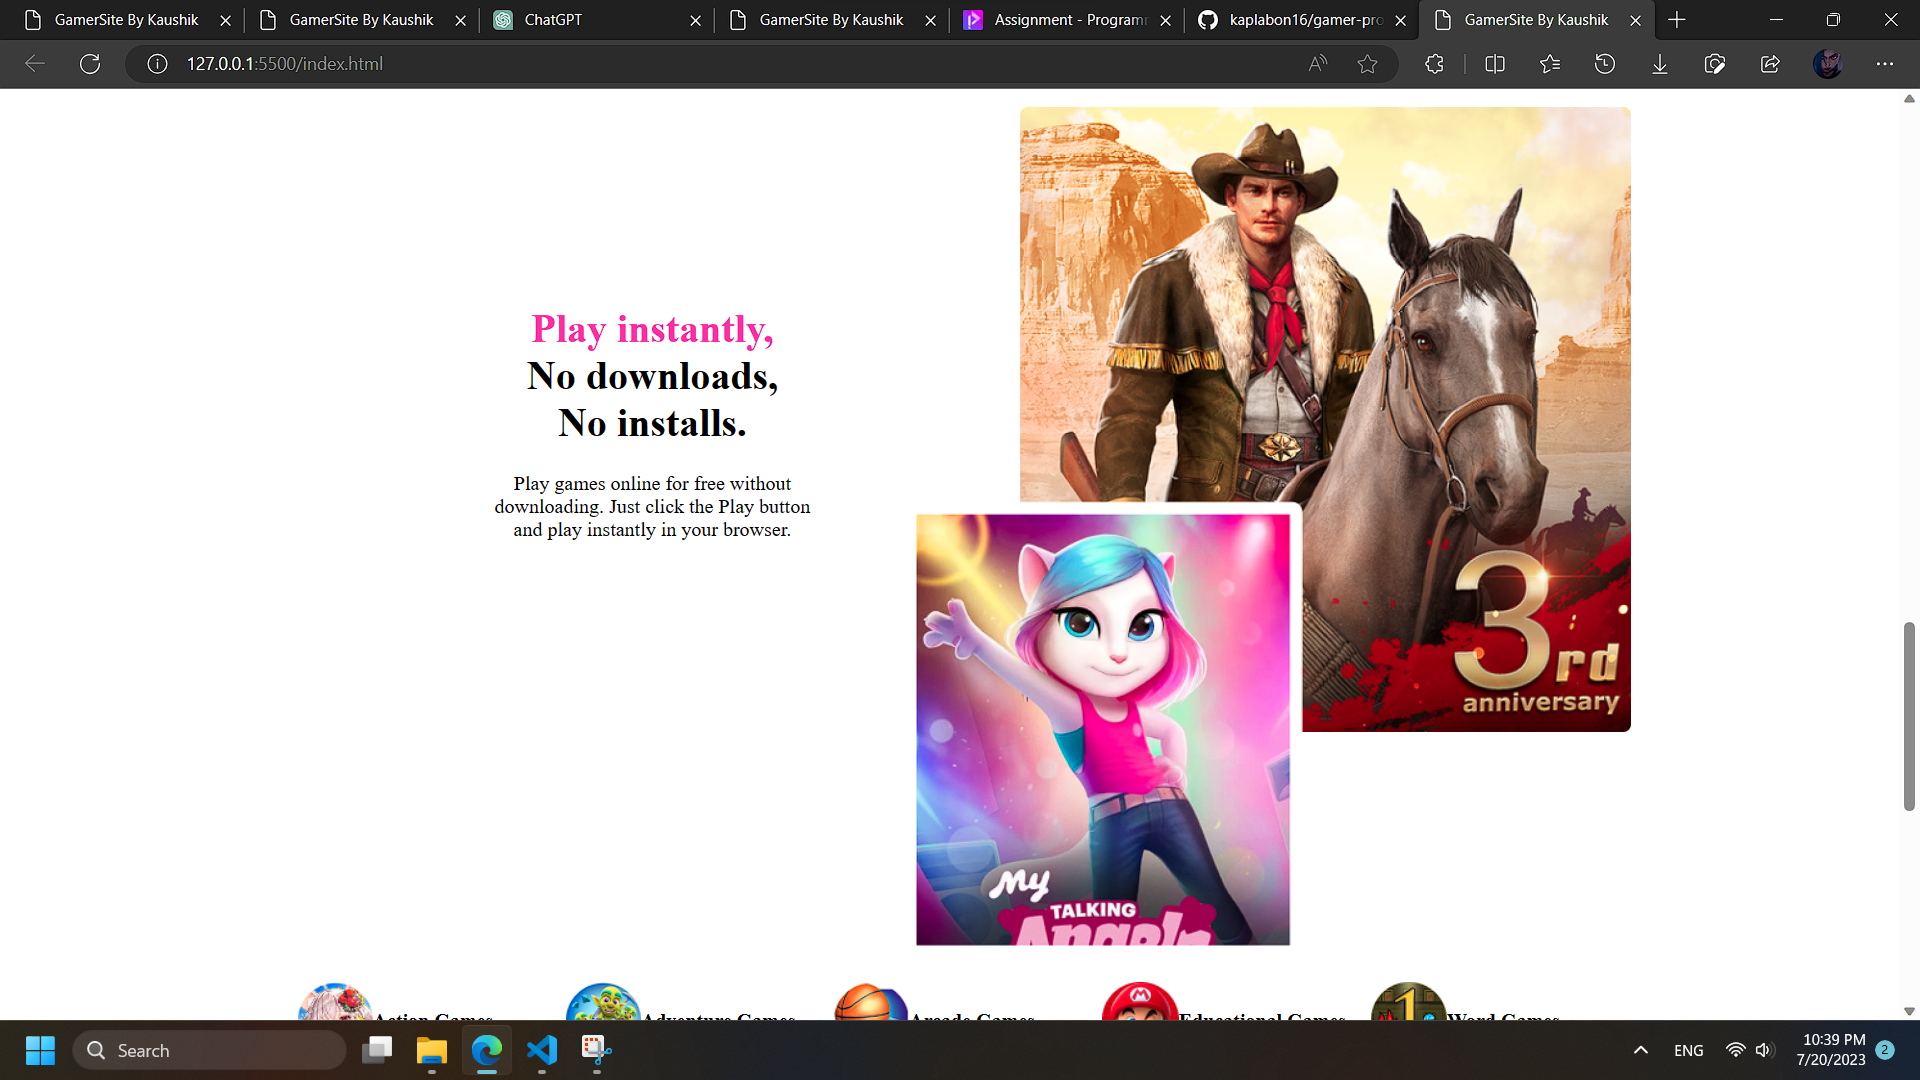 GamerSite By Kaushik
GamerSite By Kaushik
ChatGPT
GamerSite By Kaushik
Assignment - Program
kaplabon16/gamer-pro
GamerSite By Kaushik
127.0.0.1:5500/index.html
Play instantly,
No downloads,
No installs.
Play games online for free without
downloading. Just click the Play button
and play instantly in your browser.
3rd
anniversary
My
TALKING
Angela
Action Games
Adventure Games
Arcade Games
Educational Games
Word Games
M
1
Search
ENG
10:39 PM
7/20/2023
2